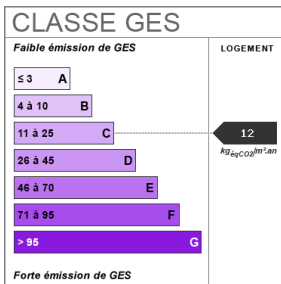 CLASSE GES
Faible émission de GES
LOGEMENT
≤ 3 A
4 à 10 B
11 à 25 C
12
kgéqCO2/m².an
26 à 45 D
46 à 70 E
71 à 95 F
> 95 G
Forte émission de GES